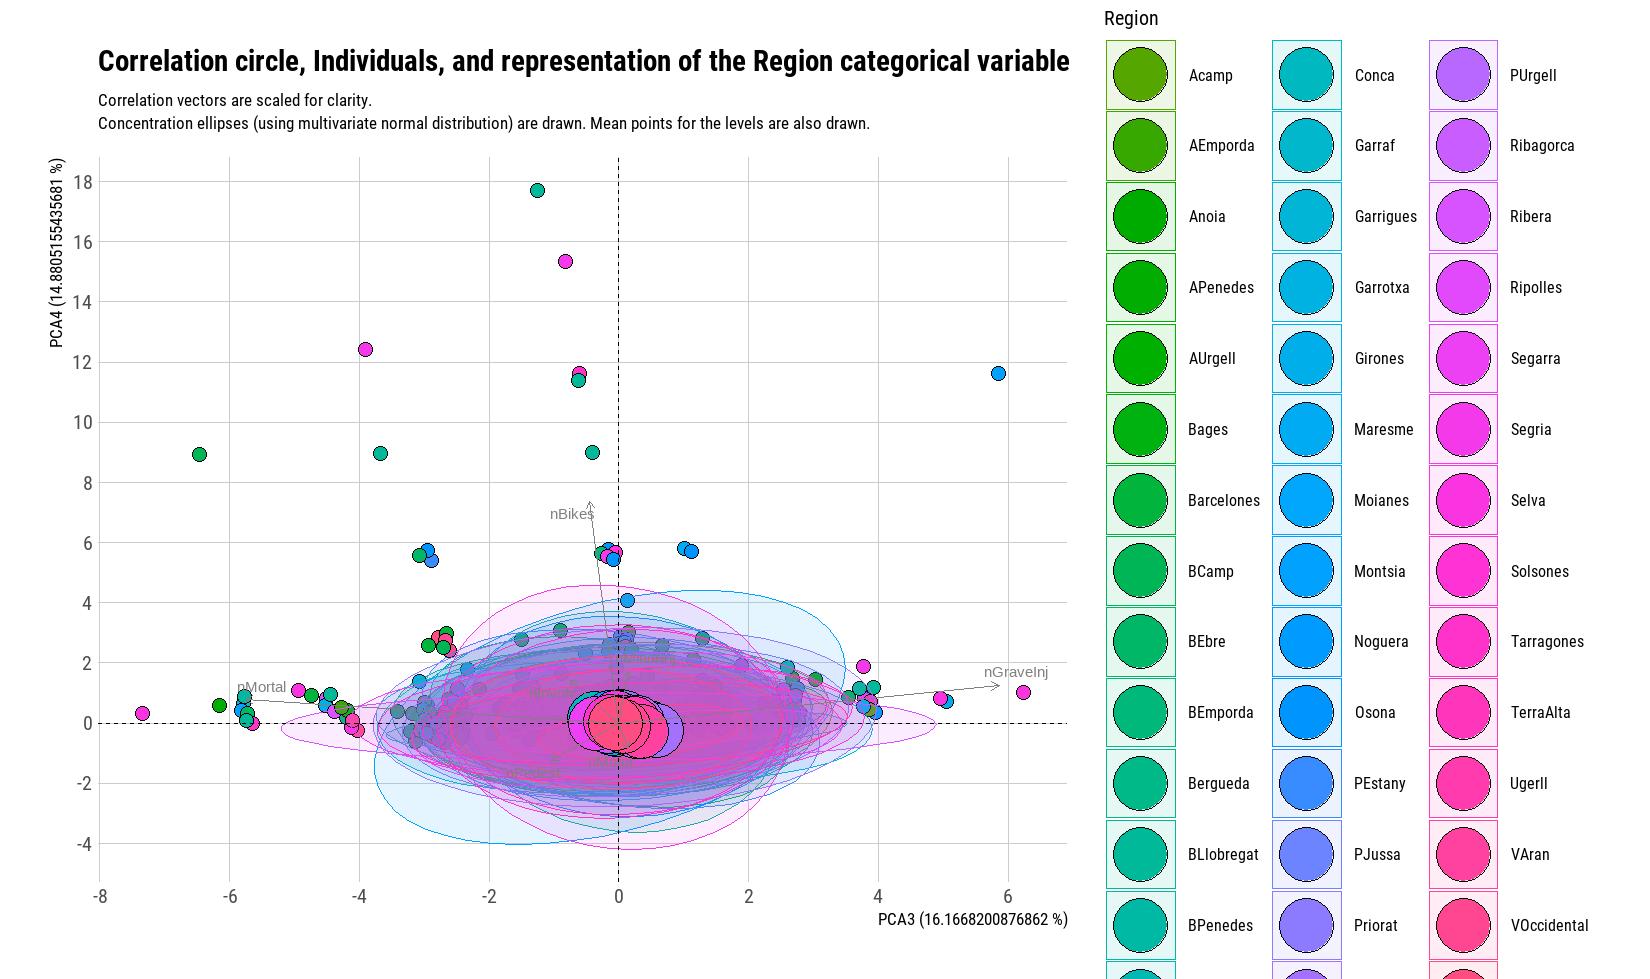 Correlation circle, Individuals, and representation of the Region categorical variable
Correlation vectors are scaled for clarity.
Concentration ellipses (using multivariate normal distribution) are drawn. Mean points for the levels are also drawn.
PCA4 (14.8805155435681 %)
18
16
14
12
10
8
6
4
2
0
-2
-4
nBikes
nMortal
nGraveInj
-8
-6
-4
-2
0
2
4
6
PCA3 (16.1668200876862 %)
Region
Acamp
AEmporda
Anoia
APenedes
AUrgell
Bages
Barcelones
BCamp
BEbre
BEmporda
Bergueda
BLlobregat
BPenedes
Conca
Garraf
Garrigues
Garrotxa
Girones
Maresme
Moianes
Montsia
Noguera
Osona
PEstany
PJussa
Priorat
PUrgell
Ribagorca
Ribera
Ripolles
Segarra
Segria
Selva
Solsones
Tarragones
TerraAlta
Ugerll
VAran
VOccidental